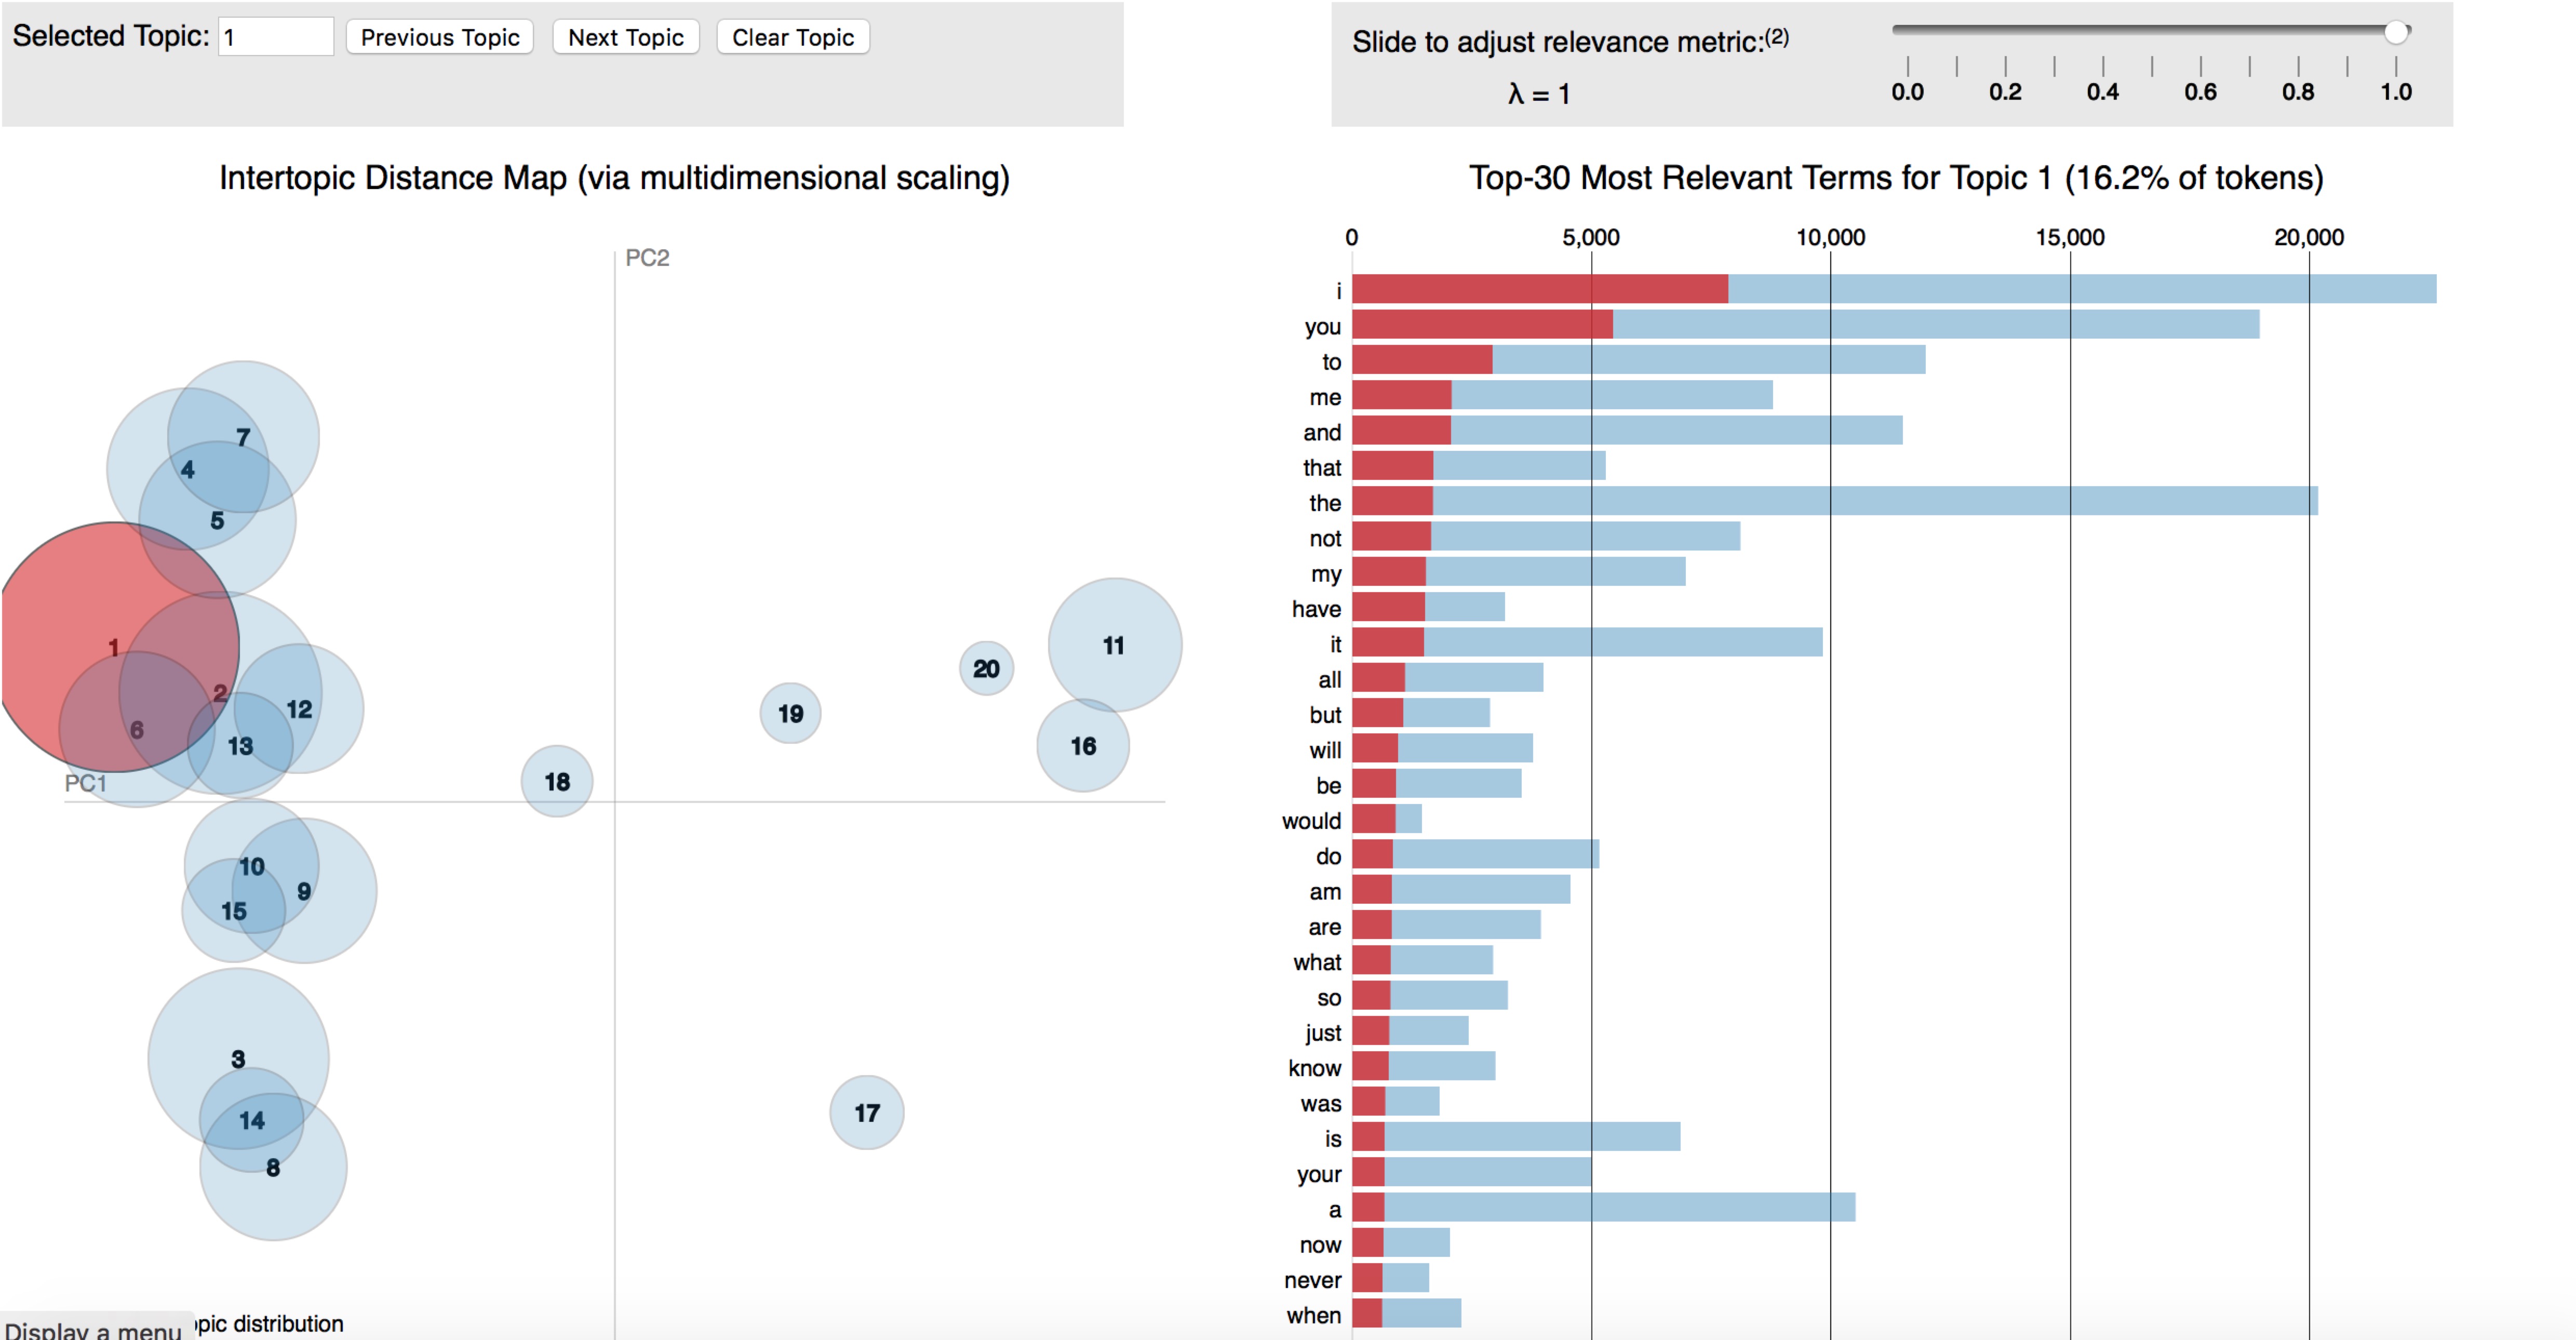 Selected Topic: 1 Previous Topic Next Topic Clear Topic
Slide to adjust relevance metric:(2)
λ = 1
0.0 0.2 0.4 0.6 0.8 1.0
Intertopic Distance Map (via multidimensional scaling)
PC2
7
4
5
1
2
12
6
13
PC1
18
19
20
11
16
10
9
15
3
14
8
17
Display a menu
pic distribution
Top-30 Most Relevant Terms for Topic 1 (16.2% of tokens)
0 5,000 10,000 15,000 20,000
i
you
to
me
and
that
the
not
my
have
it
all
but
will
be
would
do
am
are
what
so
just
know
was
is
your
a
now
never
when